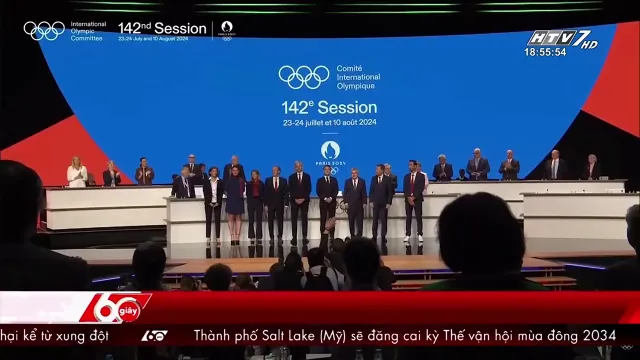 International
Olympic
Committee
142nd Session
23-24 July and 10 August 2024
HTV7 HD
18:55:54
Comité
International
Olympique
142e Session
23-24 juillet et 10 août 2024
PARIS 2024
60 giây
hại kể từ xung đột
60
Thành phố Salt Lake (Mỹ) sẽ đăng cai kỳ Thế vận hội mùa đông 2034